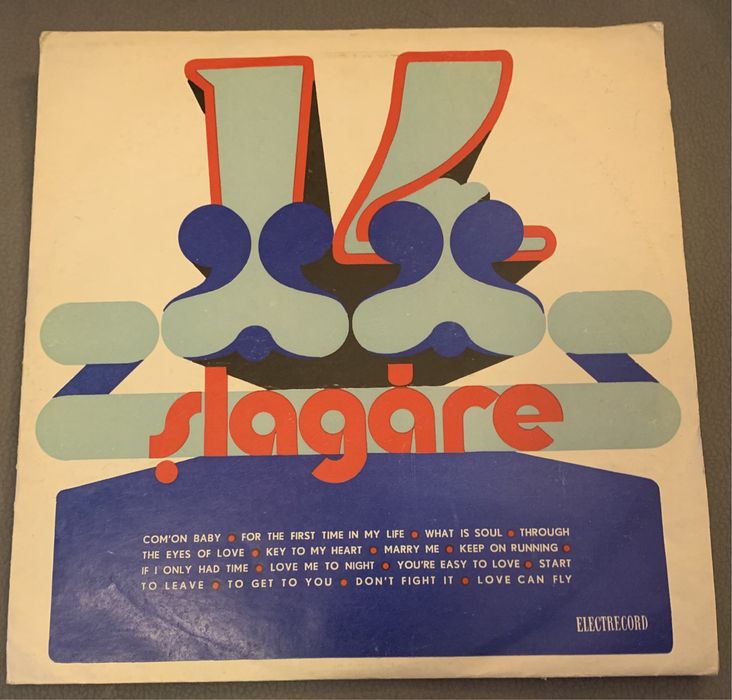 14
șlagăre
COM'ON BABY • FOR THE FIRST TIME IN MY LIFE • WHAT IS SOUL • THROUGH
THE EYES OF LOVE • KEY TO MY HEART • MARRY ME • KEEP ON RUNNING •
IF I ONLY HAD TIME • LOVE ME TO NIGHT • YOU'RE EASY TO LOVE • START
TO LEAVE • TO GET TO YOU • DON'T FIGHT IT • LOVE CAN FLY
ELECTRECORD